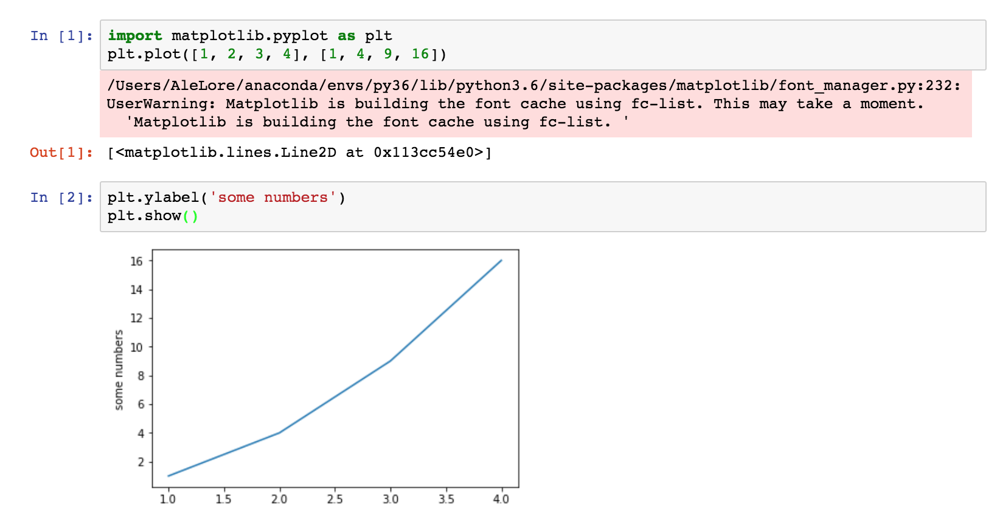 In [1]: import matplotlib.pyplot as plt
plt.plot([1, 2, 3, 4], [1, 4, 9, 16])
/Users/AleLore/anaconda/envs/py36/lib/python3.6/site-packages/matplotlib/font_manager.py:232:
UserWarning: Matplotlib is building the font cache using fc-list. This may take a moment.
  'Matplotlib is building the font cache using fc-list. '
Out[1]: [<matplotlib.lines.Line2D at 0x113cc54e0>]
In [2]: plt.ylabel('some numbers')
plt.show()
some numbers
16
14
12
10
8
6
4
2
1.0 1.5 2.0 2.5 3.0 3.5 4.0